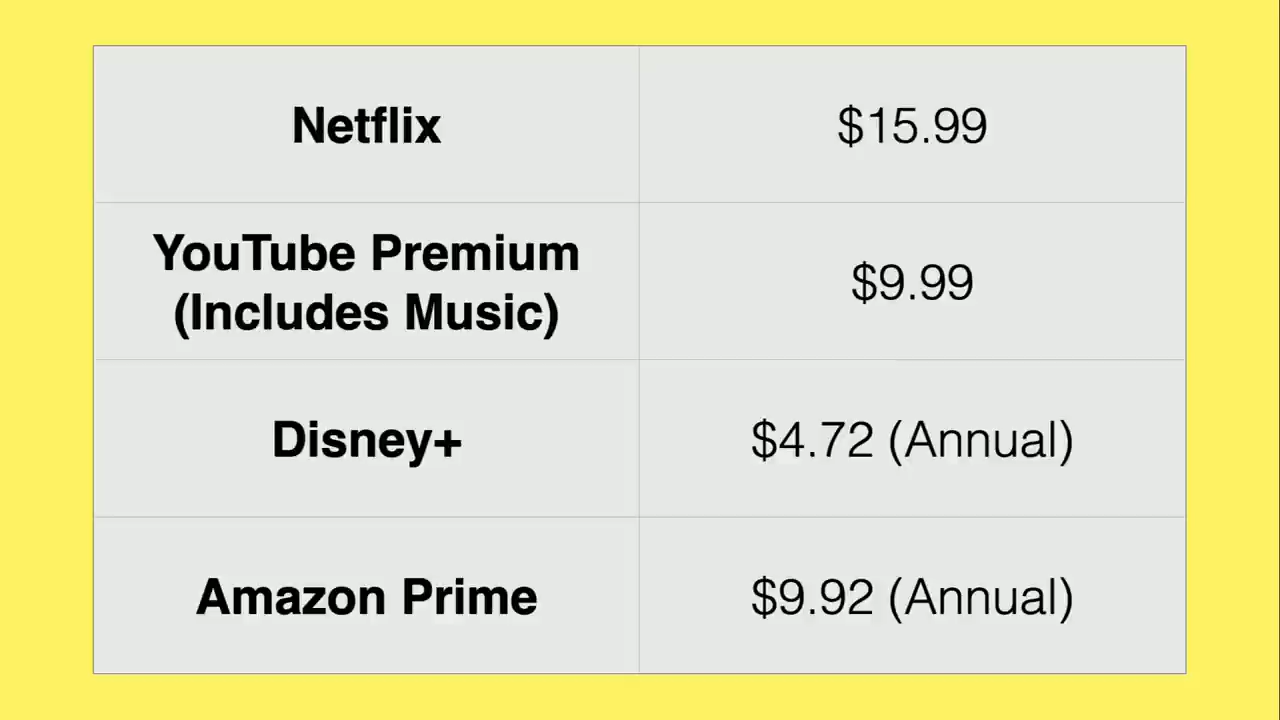 Netflix
$15.99
YouTube Premium
(Includes Music)
$9.99
Disney+
$4.72 (Annual)
Amazon Prime
$9.92 (Annual)